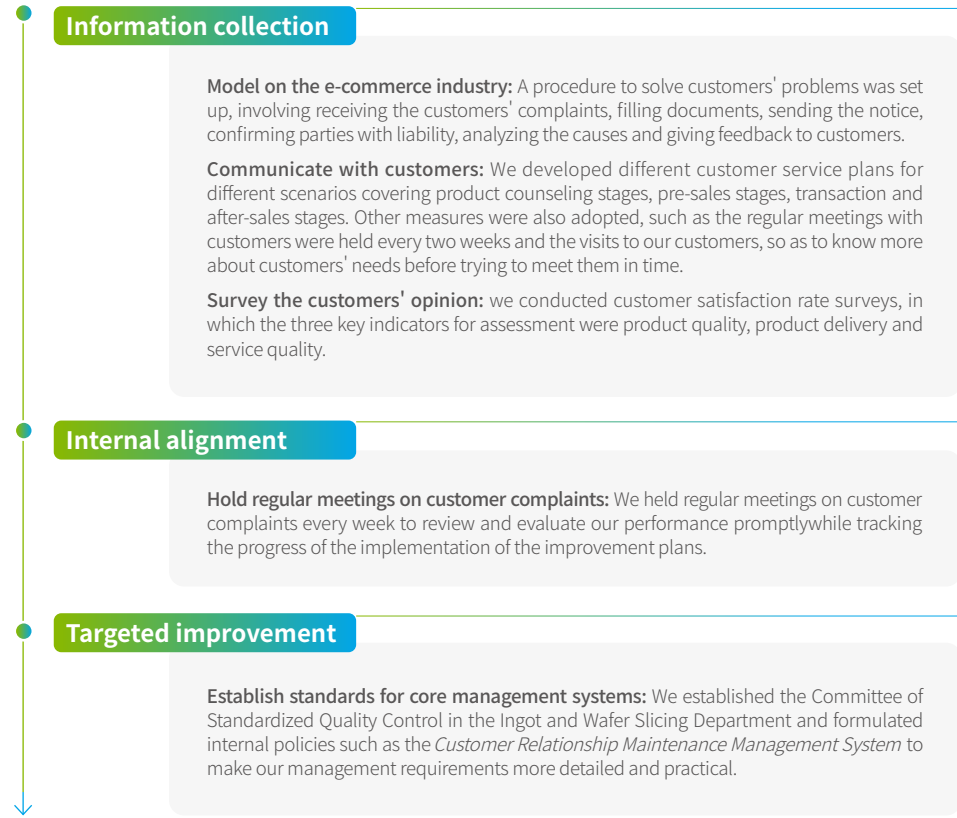 Information collection
Model on the e-commerce industry: A procedure to solve customers' problems was set
up, involving receiving the customers' complaints, filling documents, sending the notice,
confirming parties with liability, analyzing the causes and giving feedback to customers.
Communicate with customers: We developed different customer service plans for
different scenarios covering product counseling stages, pre-sales stages, transaction and
after-sales stages. Other measures were also adopted, such as the regular meetings with
customers were held every two weeks and the visits to our customers, so as to know more
about customers' needs before trying to meet them in time.
Survey the customers' opinion: we conducted customer satisfaction rate surveys, in
which the three key indicators for assessment were product quality, product delivery and
service quality.
Internal alignment
Hold regular meetings on customer complaints: We held regular meetings on customer
complaints every week to review and evaluate our performance promptlywhile tracking
the progress of the implementation of the improvement plans.
Targeted improvement
Establish standards for core management systems: We established the Committee of
Standardized Quality Control in the Ingot and Wafer Slicing Department and formulated
internal policies such as the Customer Relationship Maintenance Management System to
make our management requirements more detailed and practical.